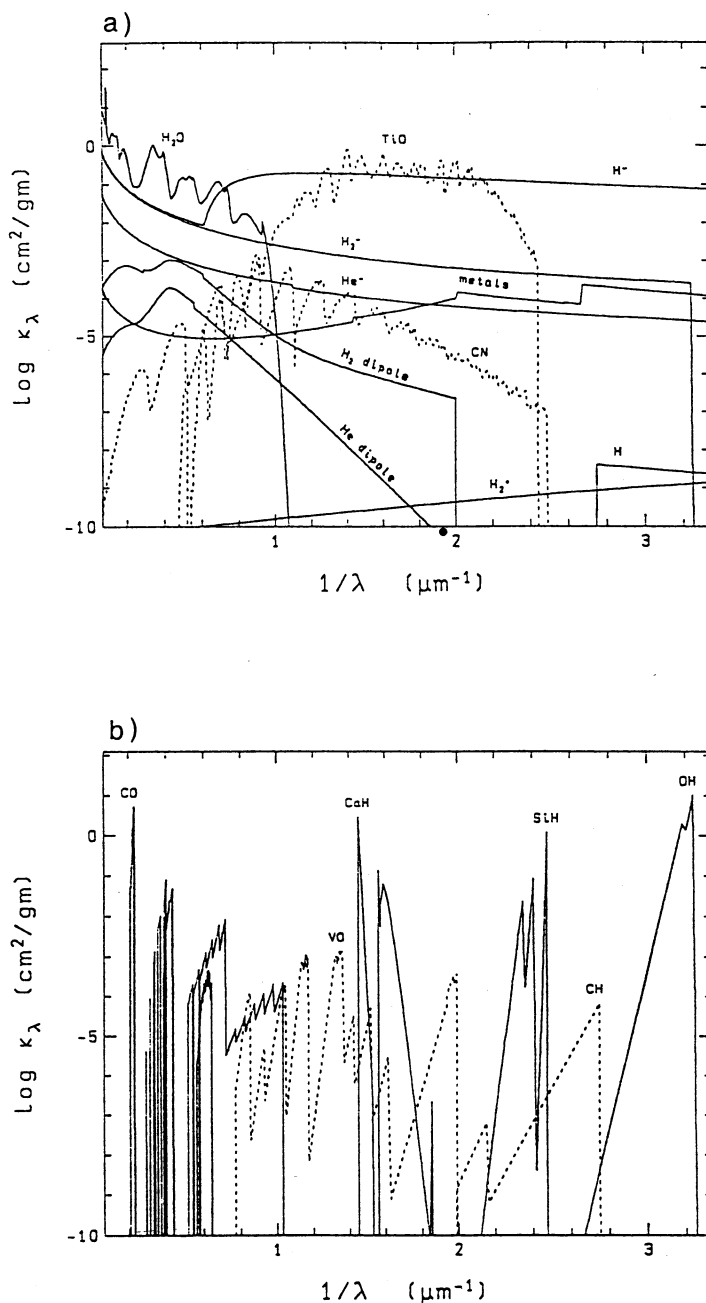 a)
0
H₂O
TiO
H⁻
H₂⁻
He⁻
metals
-5
CN
H₂ dipole
He dipole
H
H₂⁺
-10
1 2 3
Log κλ (cm²/gm)
1/λ (μm⁻¹)
b)
CO
CaH
SiH
OH
0
VO
CH
-5
-10
1 2 3
Log κλ (cm²/gm)
1/λ (μm⁻¹)